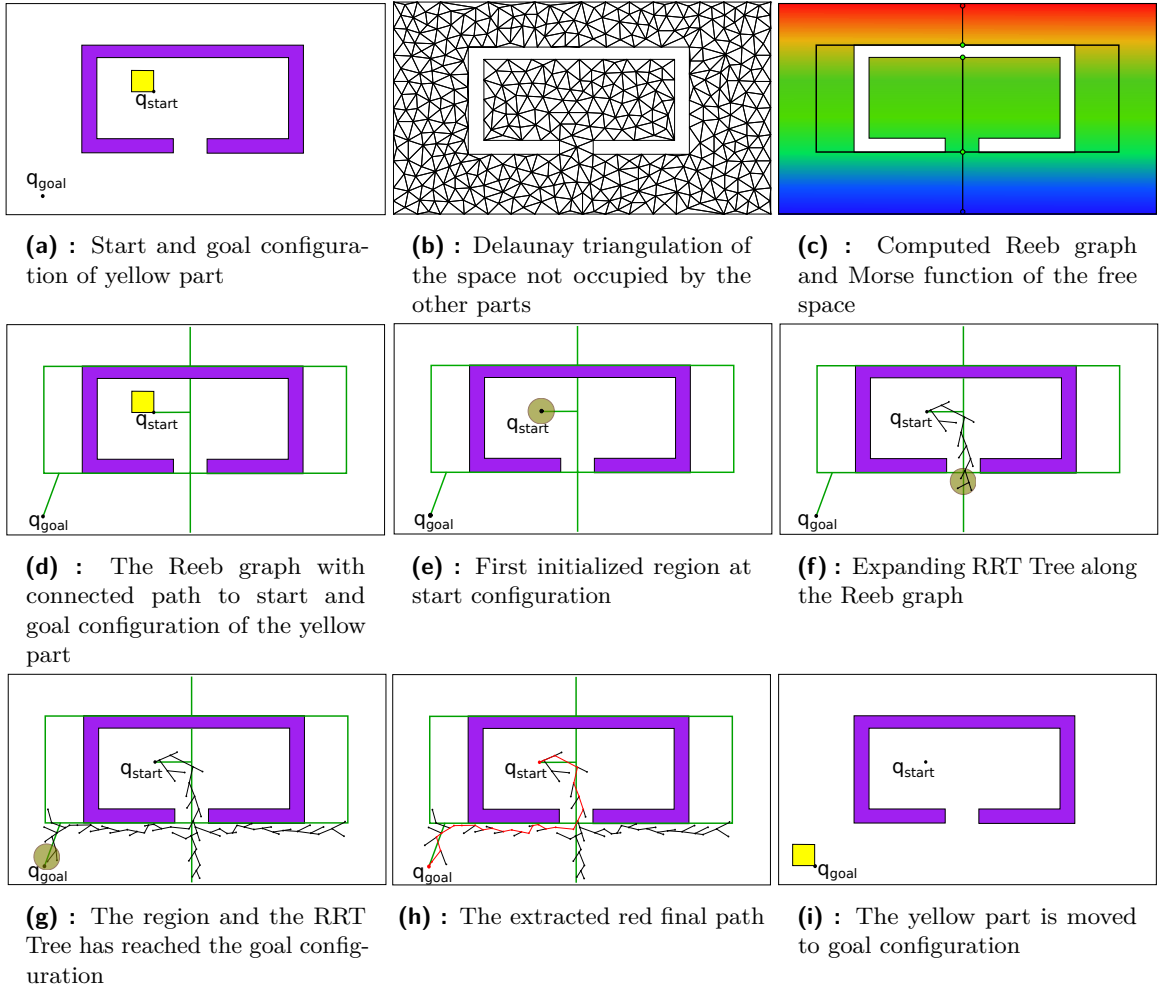 q_start
q_goal
(a) : Start and goal configura-
tion of yellow part
(b) : Delaunay triangulation of
the space not occupied by the
other parts
(c) : Computed Reeb graph
and Morse function of the free
space
q_start
q_goal
q_start
q_goal
q_start
q_goal
(d) : The Reeb graph with
connected path to start and
goal configuration of the yellow
part
(e) : First initialized region at
start configuration
(f) : Expanding RRT Tree along
the Reeb graph
q_start
q_goal
q_start
q_goal
q_start
q_goal
(g) : The region and the RRT
Tree has reached the goal config-
uration
(h) : The extracted red final path
(i) : The yellow part is moved
to goal configuration